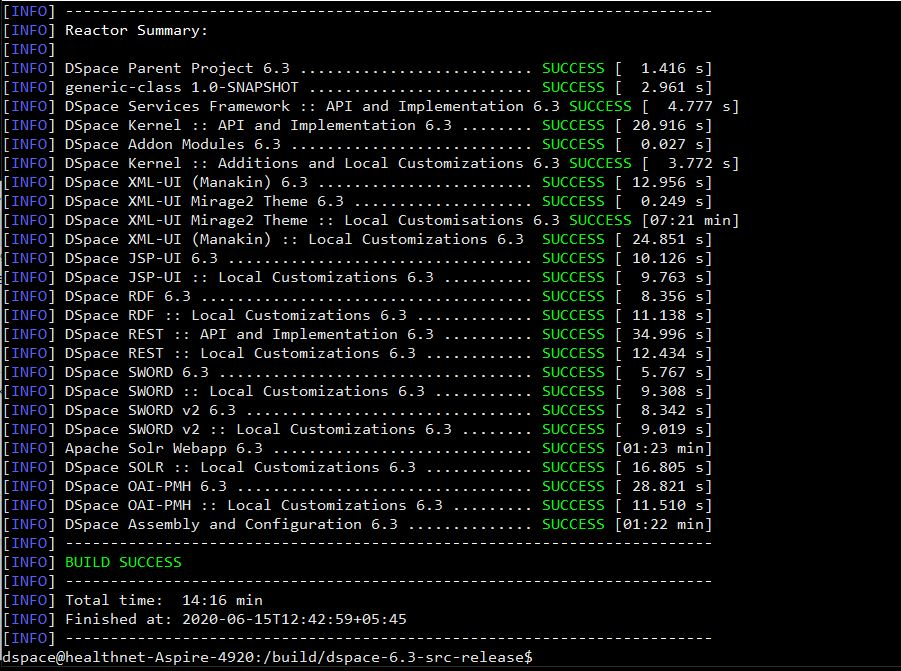 [INFO] ------------------------------------------------------------------------
[INFO] Reactor Summary:
[INFO]
[INFO] DSpace Parent Project 6.3 .......................... SUCCESS [  1.416 s]
[INFO] generic-class 1.0-SNAPSHOT ......................... SUCCESS [  2.961 s]
[INFO] DSpace Services Framework :: API and Implementation 6.3 SUCCESS [  4.777 s]
[INFO] DSpace Kernel :: API and Implementation 6.3 ........ SUCCESS [ 20.916 s]
[INFO] DSpace Addon Modules 6.3 ........................... SUCCESS [  0.027 s]
[INFO] DSpace Kernel :: Additions and Local Customizations 6.3 SUCCESS [  3.772 s]
[INFO] DSpace XML-UI (Manakin) 6.3 ........................ SUCCESS [ 12.956 s]
[INFO] DSpace XML-UI Mirage2 Theme 6.3 .................... SUCCESS [  0.249 s]
[INFO] DSpace XML-UI Mirage2 Theme :: Local Customisations 6.3 SUCCESS [07:21 min]
[INFO] DSpace XML-UI (Manakin) :: Local Customizations 6.3  SUCCESS [ 24.851 s]
[INFO] DSpace JSP-UI 6.3 .................................. SUCCESS [ 10.126 s]
[INFO] DSpace JSP-UI :: Local Customizations 6.3 .......... SUCCESS [  9.763 s]
[INFO] DSpace RDF 6.3 ..................................... SUCCESS [  8.356 s]
[INFO] DSpace RDF :: Local Customizations 6.3 ............. SUCCESS [ 11.138 s]
[INFO] DSpace REST :: API and Implementation 6.3 .......... SUCCESS [ 34.996 s]
[INFO] DSpace REST :: Local Customizations 6.3 ............ SUCCESS [ 12.434 s]
[INFO] DSpace SWORD 6.3 ................................... SUCCESS [  5.767 s]
[INFO] DSpace SWORD :: Local Customizations 6.3 ........... SUCCESS [  9.308 s]
[INFO] DSpace SWORD v2 6.3 ................................ SUCCESS [  8.342 s]
[INFO] DSpace SWORD v2 :: Local Customizations 6.3 ........ SUCCESS [  9.019 s]
[INFO] Apache Solr Webapp 6.3 ............................. SUCCESS [01:23 min]
[INFO] DSpace SOLR :: Local Customizations 6.3 ............ SUCCESS [ 16.805 s]
[INFO] DSpace OAI-PMH 6.3 ................................. SUCCESS [ 28.821 s]
[INFO] DSpace OAI-PMH :: Local Customizations 6.3 ......... SUCCESS [ 11.510 s]
[INFO] DSpace Assembly and Configuration 6.3 .............. SUCCESS [01:22 min]
[INFO] ------------------------------------------------------------------------
[INFO] BUILD SUCCESS
[INFO] ------------------------------------------------------------------------
[INFO] Total time:  14:16 min
[INFO] Finished at: 2020-06-15T12:42:59+05:45
[INFO] ------------------------------------------------------------------------
dspace@healthnet-Aspire-4920:/build/dspace-6.3-src-release$